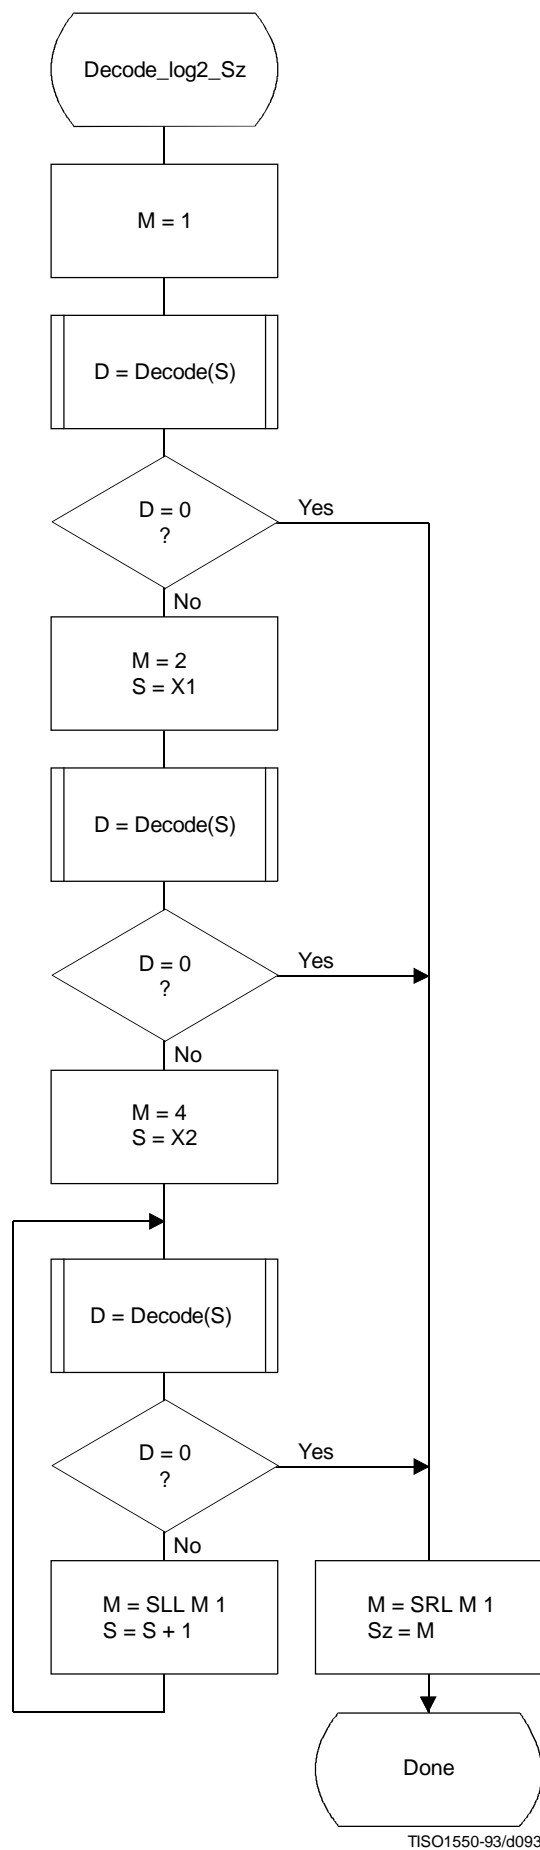 Decode_log2_Sz
M = 1
D = Decode(S)
D = 0
?
Yes
No
M = 2
S = X1
D = Decode(S)
D = 0
?
Yes
No
M = 4
S = X2
D = Decode(S)
D = 0
?
Yes
No
M = SLL M 1
S = S + 1
M = SRL M 1
Sz = M
Done
TISO1550-93/d093